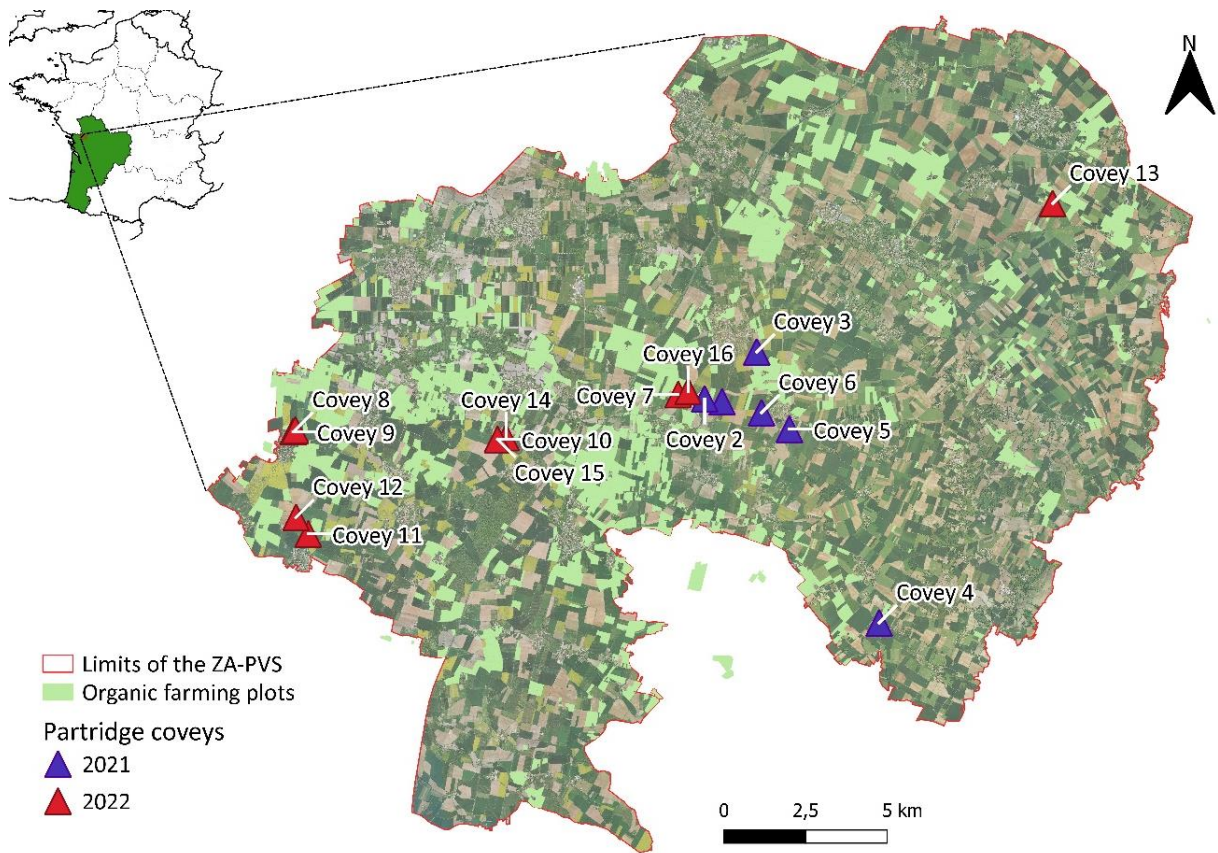 N
Covey 13
Covey 3
Covey 16
Covey 6
Covey 7
Covey 8
Covey 14
Covey 2
Covey 5
Covey 9
Covey 10
Covey 15
Covey 12
Covey 11
Covey 4
Limits of the ZA-PVS
Organic farming plots
Partridge coveys
2021
2022
0 2,5 5 km